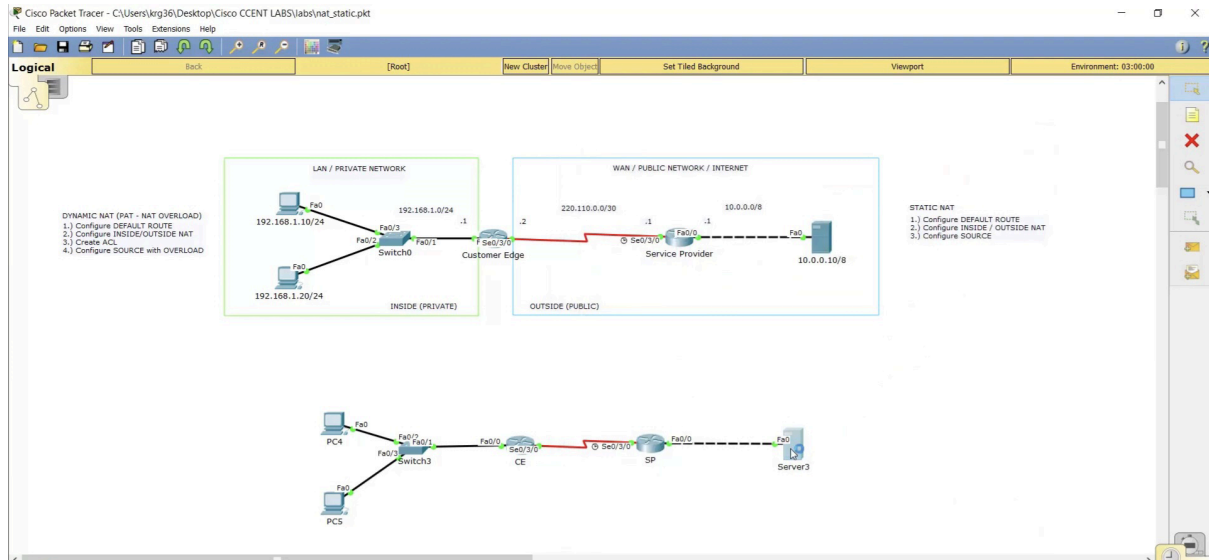 Cisco Packet Tracer - C:\Users\krg36\Desktop\Cisco CCENT LABS\labs\nat_static.pkt
File Edit Options View Tools Extensions Help
Logical
Back
[Root]
New Cluster
Move Object
Set Tiled Background
Viewport
Environment: 03:00:00
LAN / PRIVATE NETWORK
WAN / PUBLIC NETWORK / INTERNET
DYNAMIC NAT (PAT - NAT OVERLOAD)
1.) Configure DEFAULT ROUTE
2.) Configure INSIDE/OUTSIDE NAT
3.) Create ACL
4.) Configure SOURCE with OVERLOAD
Fa0
192.168.1.10/24
192.168.1.0/24
.1
Fa0/3
Fa0/2
Fa0/1
Switch0
Fa0
192.168.1.20/24
INSIDE (PRIVATE)
Se0/3/0
Customer Edge
.2
220.110.0.0/30
.1
Se0/3/0
Fa0/0
.1
Service Provider
10.0.0.0/8
Fa0
10.0.0.10/8
OUTSIDE (PUBLIC)
STATIC NAT
1.) Configure DEFAULT ROUTE
2.) Configure INSIDE / OUTSIDE NAT
3.) Configure SOURCE
Fa0
PC4
Fa0/1
Fa0/3
Switch3
Fa0
PC5
Fa0/0
Se0/3/0
CE
Se0/3/0
Fa0/0
SP
Fa0
Server3